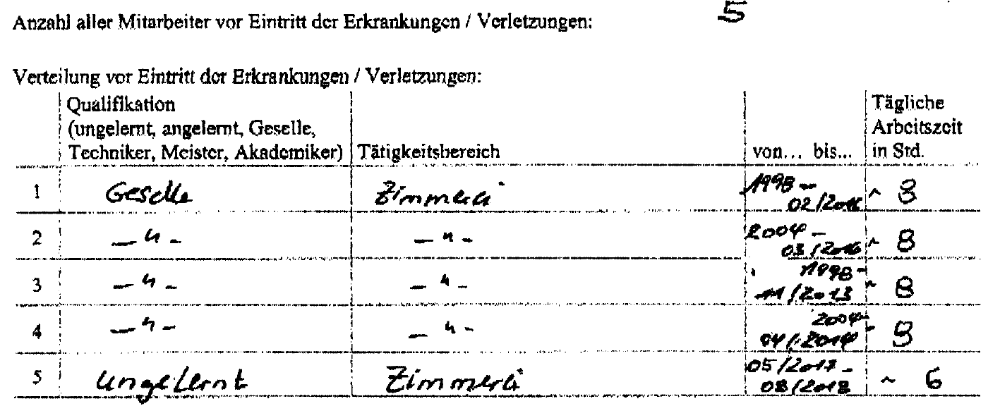 Anzahl aller Mitarbeiter vor Eintritt der Erkrankungen / Verletzungen: 5
Verteilung vor Eintritt der Erkrankungen / Verletzungen:
Qualifikation
(ungelernt, angelernt, Geselle,
Techniker, Meister, Akademiker) Tätigkeitsbereich von... bis... Tägliche Arbeitszeit in Std.
1 Geselle Zimmerei 1998 - 02/2016 ~ 8
2 — " - — " - 2004 - 03/2016 ~ 8
3 — " - — " - 1998 - 11/2013 ~ 8
4 — " - — " - 2004 - 04/2014 - 8
5 ungelernt Zimmerei 05/2017 - 08/2018 ~ 6